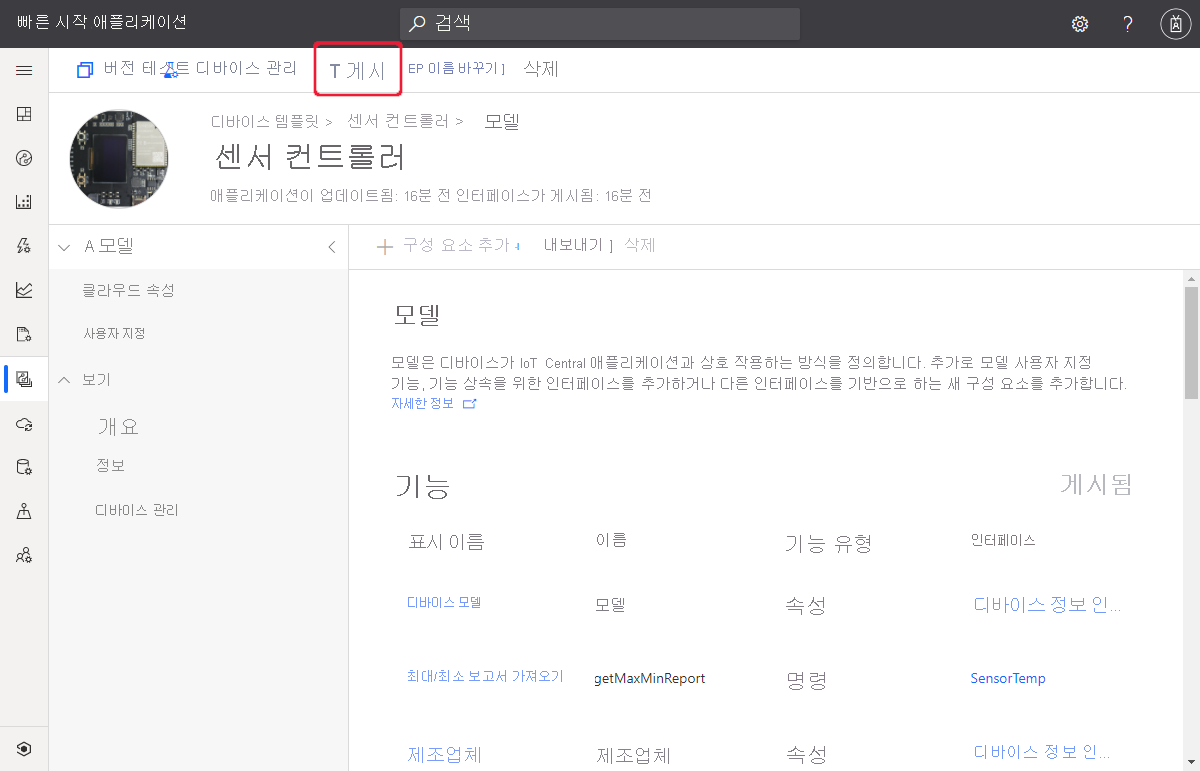 빠른 시작 애플리케이션
검색
?
버전 테스트 디바이스 관리
T 게시
EP 이름 바꾸기 ]
삭제
디바이스 템플릿 > 센서 컨트롤러 > 모델
센서 컨트롤러
애플리케이션이 업데이트됨: 16분 전 인터페이스가 게시됨: 16분 전
A 모델
구성 요소 추가
내보내기 ]
삭제
클라우드 속성
사용자 지정
보기
개요
정보
디바이스 관리
모델
모델은 디바이스가 IoT Central 애플리케이션과 상호 작용하는 방식을 정의합니다. 추가로 모델 사용자 지정
기능, 기능 상속을 위한 인터페이스를 추가하거나 다른 인터페이스를 기반으로 하는 새 구성 요소를 추가합니다.
자세한 정보
기능
게시됨
표시 이름 이름 기능 유형 인터페이스
디바이스 모델 모델 속성 디바이스 정보 인...
최대/최소 보고서 가져오기 getMaxMinReport 명령 SensorTemp
제조업체 제조업체 속성 디바이스 정보 인...